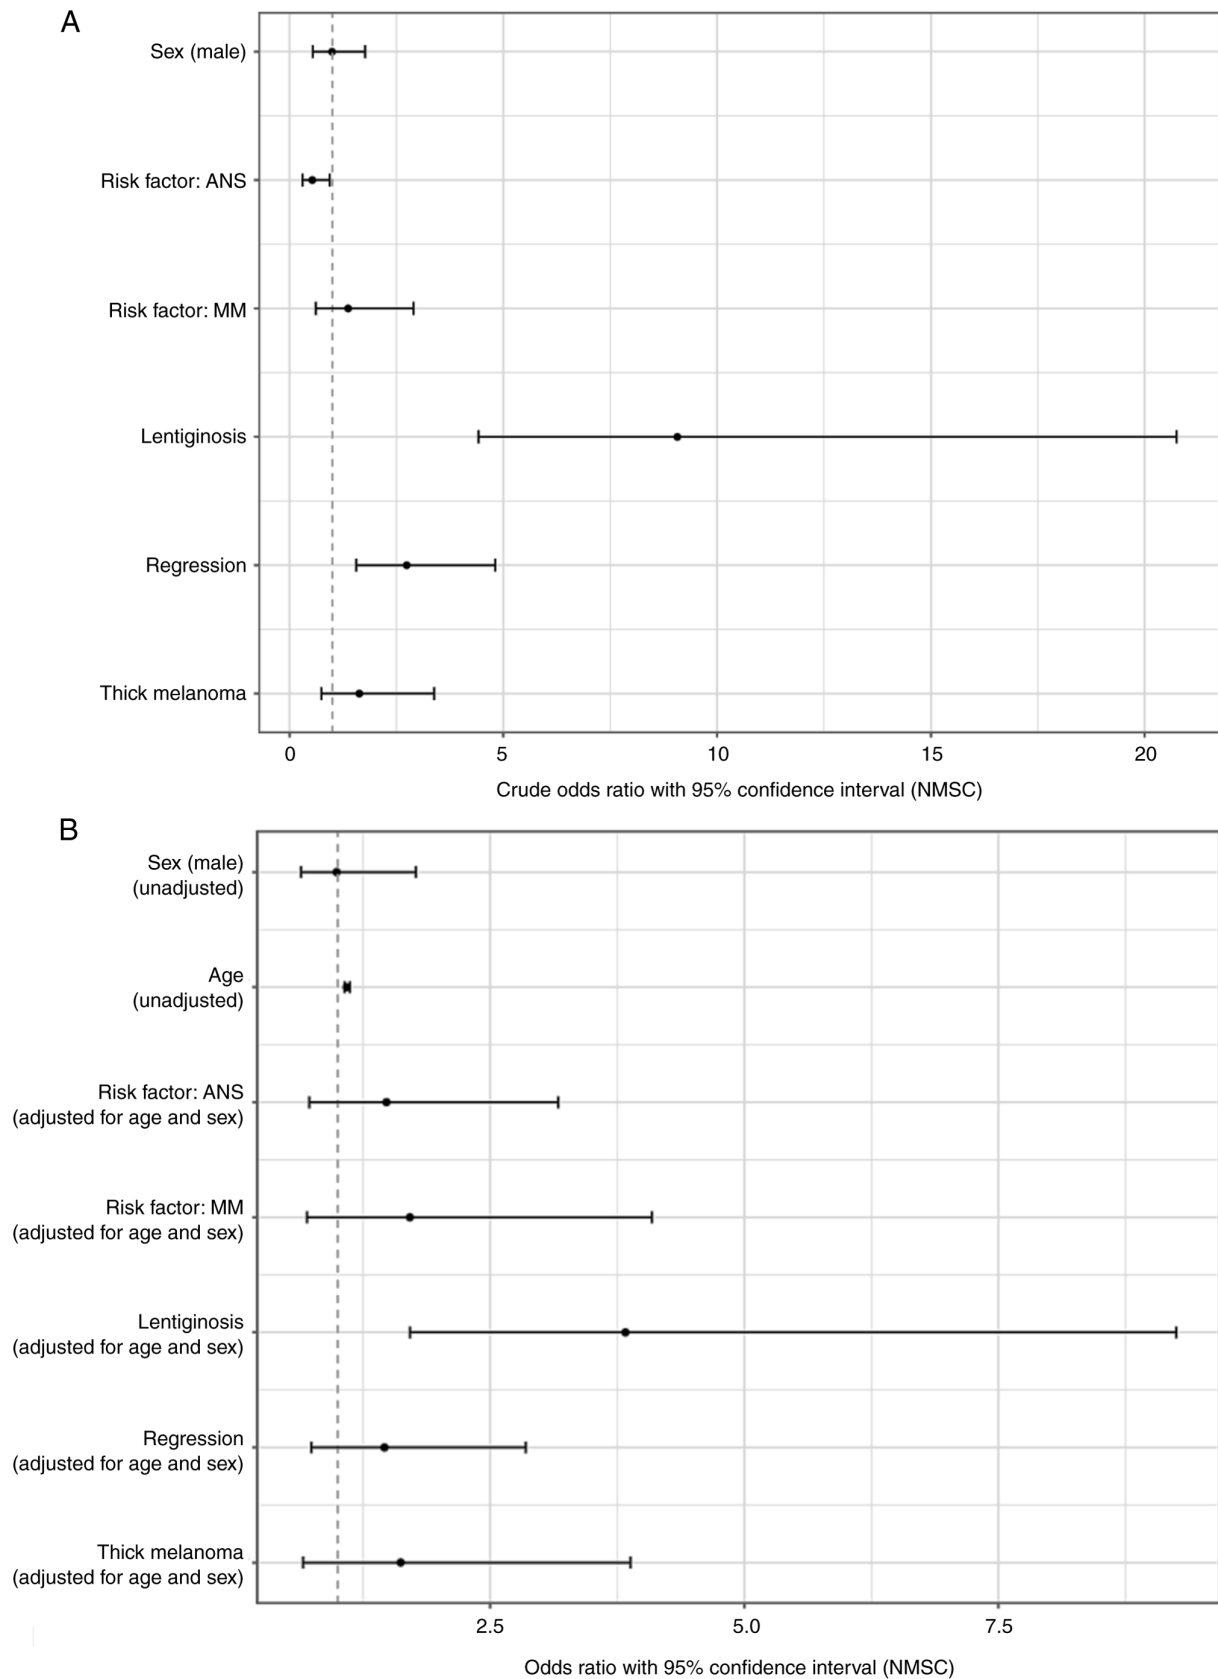 A
Sex (male)
Risk factor: ANS
Risk factor: MM
Lentiginosis
Regression
Thick melanoma
0 5 10 15 20
Crude odds ratio with 95% confidence interval (NMSC)
B
Sex (male)
(unadjusted)
Age
(unadjusted)
Risk factor: ANS
(adjusted for age and sex)
Risk factor: MM
(adjusted for age and sex)
Lentiginosis
(adjusted for age and sex)
Regression
(adjusted for age and sex)
Thick melanoma
(adjusted for age and sex)
2.5 5.0 7.5
Odds ratio with 95% confidence interval (NMSC)